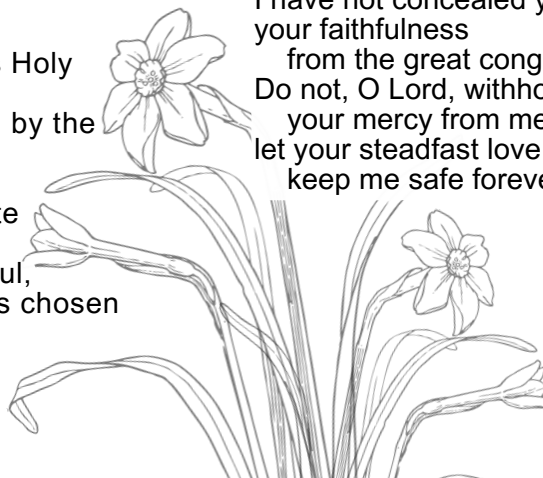 Holy
by the
te
ul,
s chosen
I have not concealed y
your faithfulness
from the great cong
Do not, O Lord, withho
your mercy from me
let your steadfast love
keep me safe foreve